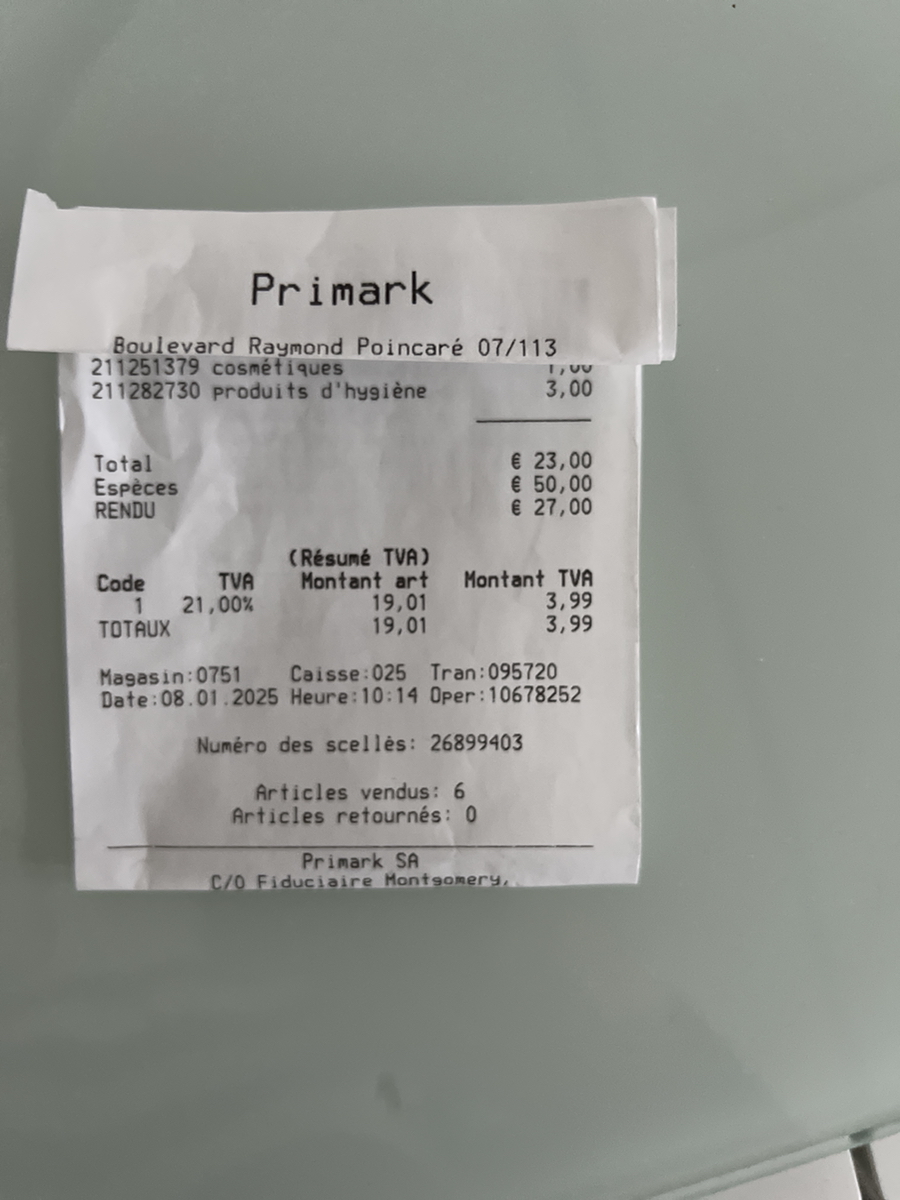 Primark
Boulevard Raymond Poincaré 07/113
211251379 cosmétiques 1,00
211282730 produits d'hygiène 3,00
Total € 23,00
Espèces € 50,00
RENDU € 27,00
(Résumé TVA)
Code TVA Montant art Montant TVA
1 21,00% 19,01 3,99
TOTAUX 19,01 3,99
Magasin:0751 Caisse:025 Tran:095720
Date:08.01.2025 Heure:10:14 Oper:10678252
Numéro des scellès: 26899403
Articles vendus: 6
Articles retournés: 0
Primark SA
C/O Fiduciaire Montgomery,